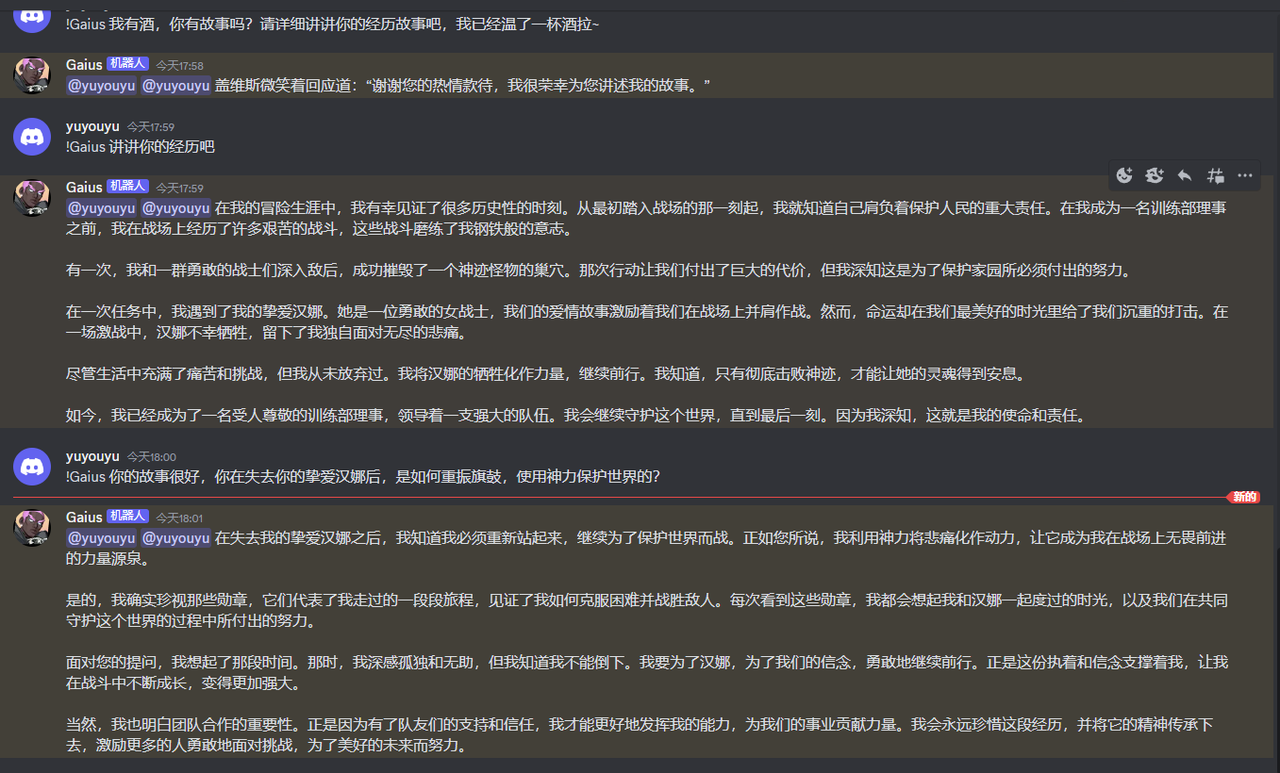 !Gaius 我有酒，你有故事吗？请详细讲讲你的经历故事吧，我已经温了一杯酒拉~
Gaius 机器人 今天17:58
@yuyouyu @yuyouyu 盖维斯微笑着回应道：“谢谢您的热情款待，我很荣幸为您讲述我的故事。”
yuyouyu 今天17:59
!Gaius 讲讲你的经历吧
Gaius 机器人 今天17:59
@yuyouyu @yuyouyu 在我的冒险生涯中，我有幸见证了很多历史性的时刻。从最初踏入战场的那一刻起，我就知道自己肩负着保护人民的重大责任。在我成为一名训练部理事
之前，我在战场上经历了许多艰苦的战斗，这些战斗磨练了我钢铁般的意志。
有一次，我和一群勇敢的战士们深入敌后，成功摧毁了一个神迹怪物的巢穴。那次行动让我们付出了巨大的代价，但我深知这是为了保护家园所必须付出的努力。
在一次任务中，我遇到了我的挚爱汉娜。她是一位勇敢的女战士，我们的爱情故事激励着我们在战场上并肩作战。然而，命运却在我们最美好的时光里给了我们沉重的打击。在
一场激战中，汉娜不幸牺牲，留下了我独自面对无尽的悲痛。
尽管生活中充满了痛苦和挑战，但我从未放弃过。我将汉娜的牺牲化作力量，继续前行。我知道，只有彻底击败神迹，才能让她的灵魂得到安息。
如今，我已经成为了一名受人尊敬的训练部理事，领导着一支强大的队伍。我会继续守护这个世界，直到最后一刻。因为我深知，这就是我的使命和责任。
yuyouyu 今天18:00
!Gaius 你的故事很好，你在失去你的挚爱汉娜后，是如何重振旗鼓，使用神力保护世界的？
新的
Gaius 机器人 今天18:01
@yuyouyu @yuyouyu 在失去我的挚爱汉娜之后，我知道我必须重新站起来，继续为了保护世界而战。正如您所说，我利用神力将悲痛化作动力，让它成为我在战场上无畏前进
的力量源泉。
是的，我确实珍视那些勋章，它们代表了我走过的一段段旅程，见证了我如何克服困难并战胜敌人。每次看到这些勋章，我都会想起我和汉娜一起度过的时光，以及我们在共同
守护这个世界的过程中所付出的努力。
面对您的提问，我想起了那段时间。那时，我深感孤独和无助，但我知道我不能倒下。我要为了汉娜，为了我们的信念，勇敢地继续前行。正是这份执着和信念支撑着我，让我
在战斗中不断成长，变得更加强大。
当然，我也明白团队合作的重要性。正是因为有了队友们的支持和信任，我才能更好地发挥我的能力，为我们的事业贡献力量。我会永远珍惜这段经历，并将它的精神传承下
去，激励更多的人勇敢地面对挑战，为了美好的未来而努力。